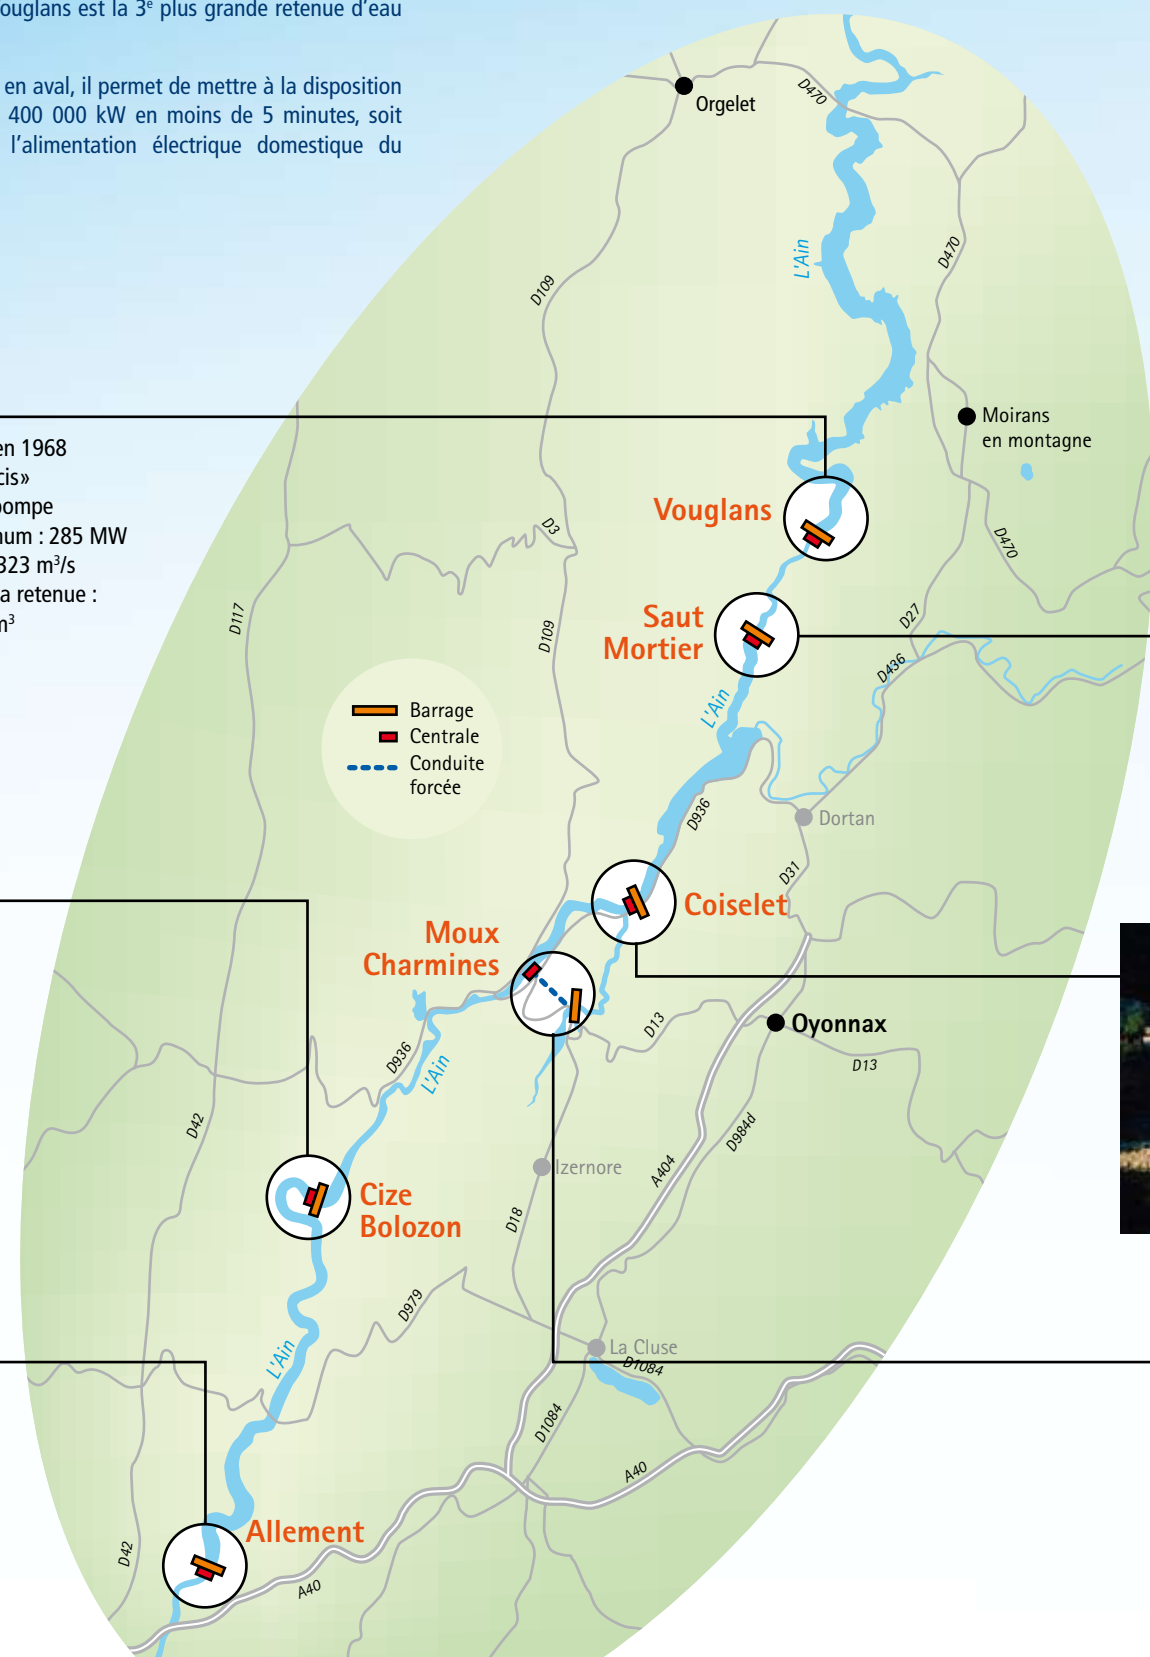 ouglans est la 3e plus grande retenue d'eau
en aval, il permet de mettre à la disposition
400 000 kW en moins de 5 minutes, soit
l'alimentation électrique domestique du
Orgelet
D470
L'Ain
D470
D109
en 1968
cis»
pompe
num : 285 MW
323 m³/s
a retenue :
m³
Moirans
en montagne
Vouglans
D3
D470
D117
D109
Saut
Mortier
D27
D436
L'Ain
Barrage
Centrale
Conduite
forcée
D936
Dortan
D31
Coiselet
Moux
Charmines
D13
Oyonnax
D13
D936
L'Ain
D42
D984d
Izernore
A404
D18
Cize
Bolozon
D979
La Cluse
D1084
L'Ain
D1084
A40
Allement
D42
A40